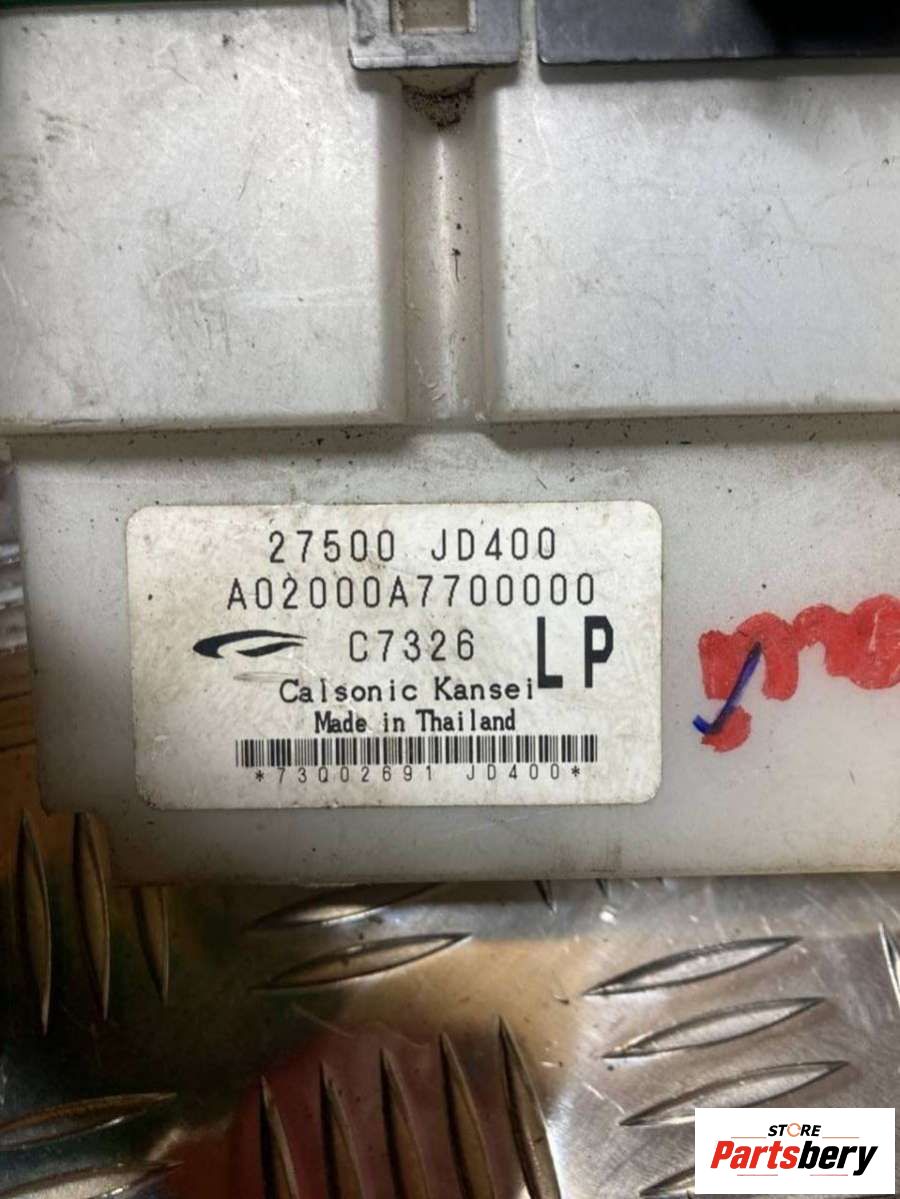 27500 JD400
A02000A7700000
C7326 LP
Calsonic Kansei
Made in Thailand
*73Q02691 JD400*
STORE
Partsbery